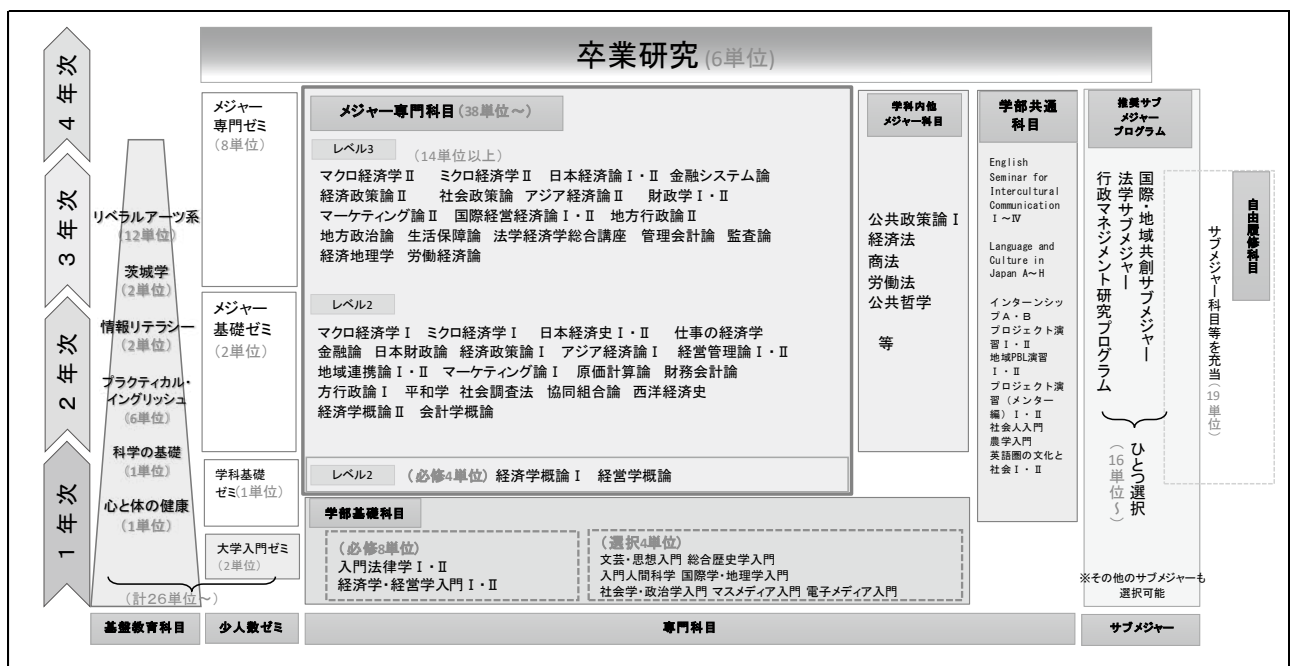 卒業研究(6単位)
4年次
3年次
2年次
1年次
リベラルアーツ系
(12単位)
茨城学
(2単位)
情報リテラシー
(2単位)
プラクティカル・
イングリッシュ
(6単位)
科学の基礎
(1単位)
心と体の健康
(1単位)
(計26単位~)
基盤教育科目
メジャー
専門ゼミ
(8単位)
メジャー
基礎ゼミ
(2単位)
学科基礎
ゼミ(1単位)
大学入門ゼミ
(2単位)
少人数ゼミ
メジャー専門科目(38単位~)
レベル3 (14単位以上)
マクロ経済学Ⅱ ミクロ経済学Ⅱ 日本経済論Ⅰ・Ⅱ 金融システム論
経済政策論Ⅱ 社会政策論 アジア経済論Ⅱ 財政学Ⅰ・Ⅱ
マーケティング論Ⅱ 国際経営経済論Ⅰ・Ⅱ 地方行政論Ⅱ
地方政治論 生活保障論 法学経済学総合講座 管理会計論 監査論
経済地理学 労働経済論
レベル2
マクロ経済学Ⅰ ミクロ経済学Ⅰ 日本経済史Ⅰ・Ⅱ 仕事の経済学
金融論 日本財政論 経済政策論Ⅰ アジア経済論Ⅰ 経営管理論Ⅰ・Ⅱ
地域連携論Ⅰ・Ⅱ マーケティング論Ⅰ 原価計算論 財務会計論
方行政論Ⅰ 平和学 社会調査法 協同組合論 西洋経済史
経済学概論Ⅱ 会計学概論
レベル2 (必修4単位) 経済学概論Ⅰ 経営学概論
学部基礎科目
(必修8単位)
入門法律学Ⅰ・Ⅱ
経済学・経営学入門Ⅰ・Ⅱ
(選択4単位)
文芸・思想入門 総合歴史学入門
入門人間科学 国際学・地理学入門
社会学・政治学入門 マスメディア入門 電子メディア入門
専門科目
学科内他
メジャー科目
公共政策論Ⅰ
経済法
商法
労働法
公共哲学
等
学部共通
科目
English
Seminar for
Intercultural
Communication
Ⅰ~Ⅳ
Language and
Culture in
Japan A~H
インターンシッ
プA・B
プロジェクト演
習Ⅰ・Ⅱ
地域PBL演習
Ⅰ・Ⅱ
プロジェクト演
習(メンター
編)Ⅰ・Ⅱ
社会人入門
農学入門
英語圏の文化と
社会Ⅰ・Ⅱ
推奨サブ
メジャー
プログラム
国際・地域共創サブメジャー
法学サブメジャー
行政マネジメント研究プログラム
ひとつ選択
(16単位~)
※その他のサブメジャーも
選択可能
サブメジャー
自由履修科目
サブメジャー科目等を充当(19単位)